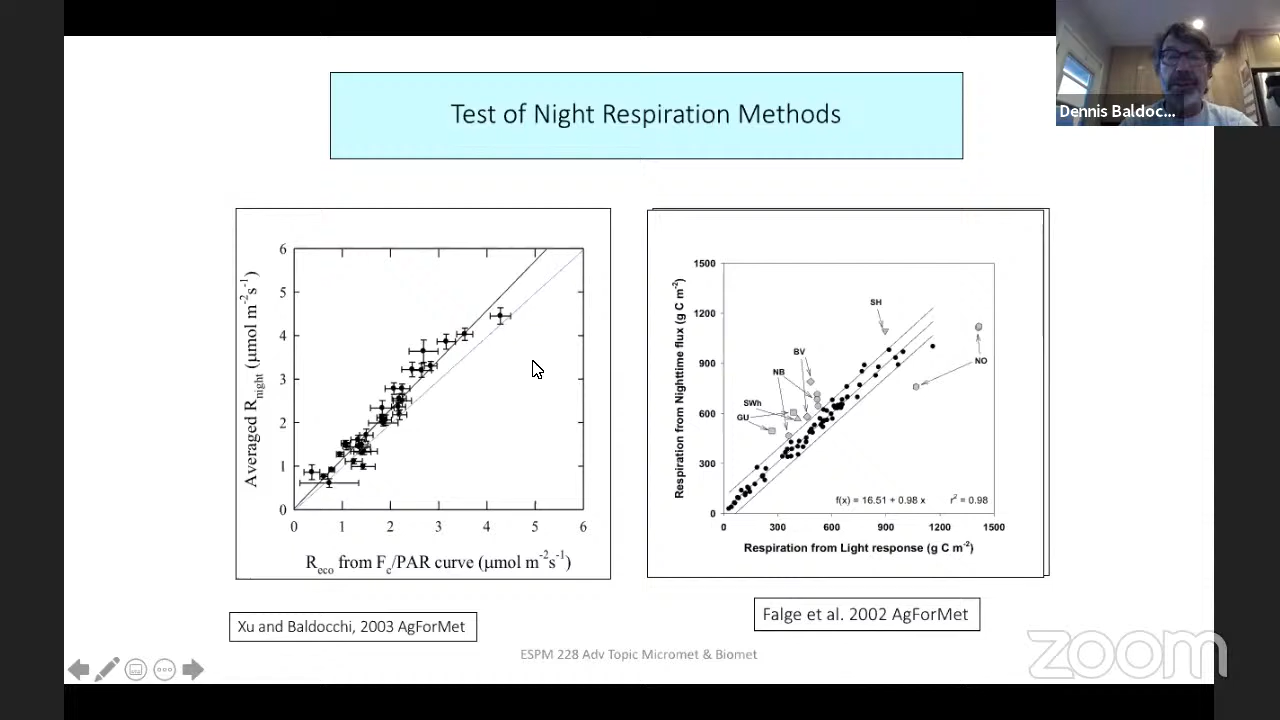 Test of Night Respiration Methods
Dennis Baldoc...
6
5
4
3
2
1
0
0 1 2 3 4 5 6
Averaged Rnight (μmol m-2s-1)
Reco from Fc/PAR curve (μmol m-2s-1)
Xu and Baldocchi, 2003 AgForMet
1500
1200
900
600
300
0
0 300 600 900 1200 1500
Respiration from Nighttime flux (g C m-2)
SH
BV
NO
NB
SWh
GU
f(x) = 16.51 + 0.98 x r2 = 0.98
Respiration from Light response (g C m-2)
Falge et al. 2002 AgForMet
ESPM 228 Adv Topic Micromet & Biomet
zoom